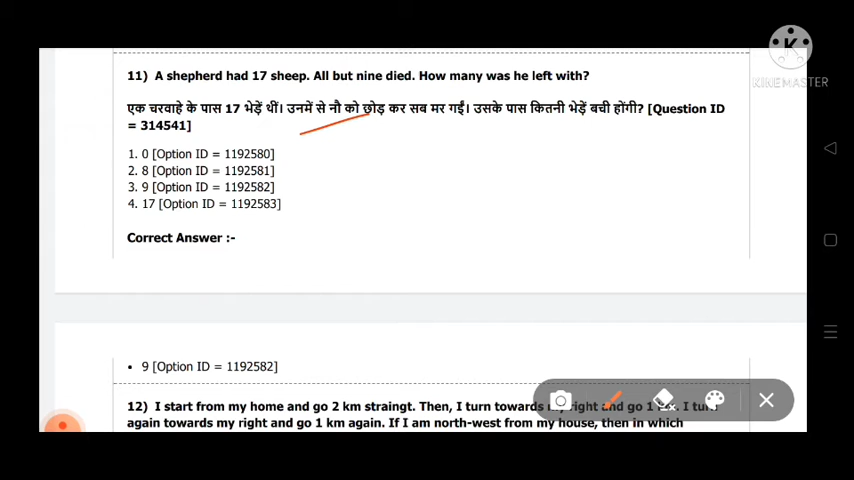 KINEMASTER
11) A shepherd had 17 sheep. All but nine died. How many was he left with?
एक चरवाहे के पास 17 भेड़ें थीं। उनमें से नौ को छोड़ कर सब मर गईं। उसके पास कितनी भेड़ें बची होंगी? [Question ID
= 314541]
1. 0 [Option ID = 1192580]
2. 8 [Option ID = 1192581]
3. 9 [Option ID = 1192582]
4. 17 [Option ID = 1192583]
Correct Answer :-
• 9 [Option ID = 1192582]
12) I start from my home and go 2 km straingt. Then, I turn towards my right and go 1 km. I turn
again towards my right and go 1 km again. If I am north-west from my house, then in which